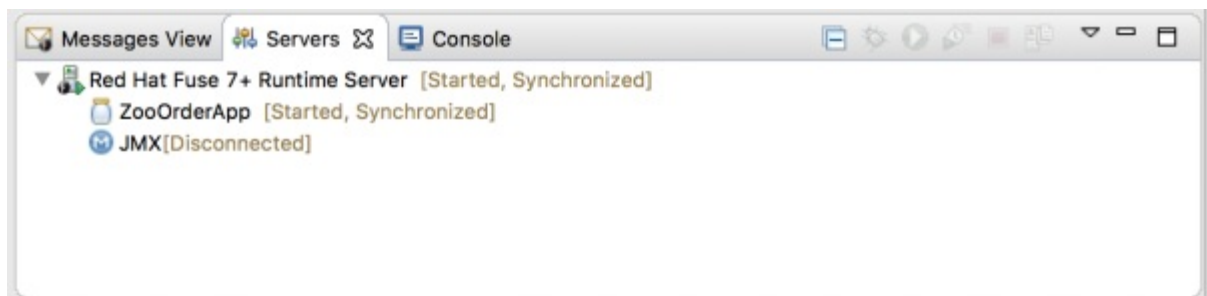 Messages View Servers Console
Red Hat Fuse 7+ Runtime Server [Started, Synchronized]
ZooOrderApp [Started, Synchronized]
JMX[Disconnected]